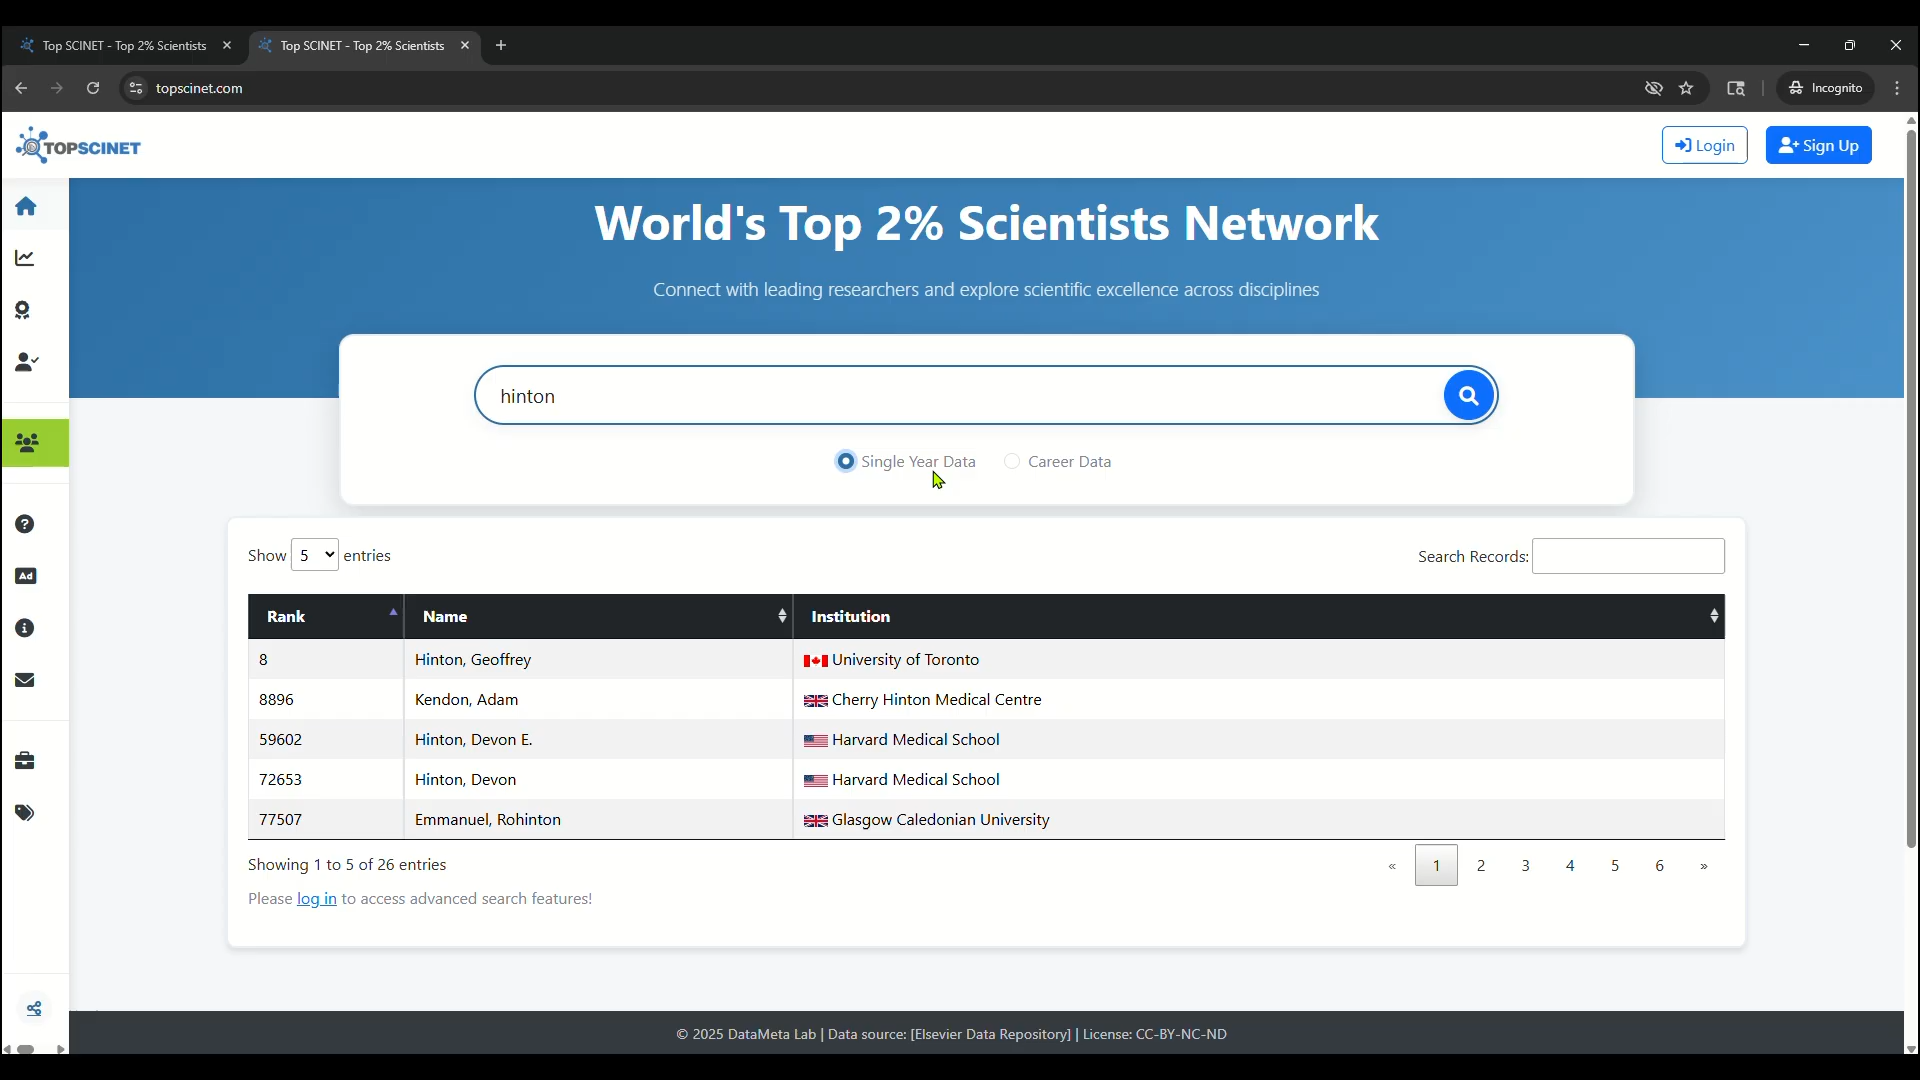 Top SCINET - Top 2% Scientists
Top SCINET - Top 2% Scientists
topscinet.com
Incognito
TOPSCINET
Login
Sign Up
World's Top 2% Scientists Network
Connect with leading researchers and explore scientific excellence across disciplines
hinton
Single Year Data
Career Data
Show 5 entries
Search Records:
Rank Name Institution
8 Hinton, Geoffrey University of Toronto
8896 Kendon, Adam Cherry Hinton Medical Centre
59602 Hinton, Devon E. Harvard Medical School
72653 Hinton, Devon Harvard Medical School
77507 Emmanuel, Rohinton Glasgow Caledonian University
Showing 1 to 5 of 26 entries
« 1 2 3 4 5 6 »
Please log in to access advanced search features!
Ad
© 2025 DataMeta Lab | Data source: [Elsevier Data Repository] | License: CC-BY-NC-ND